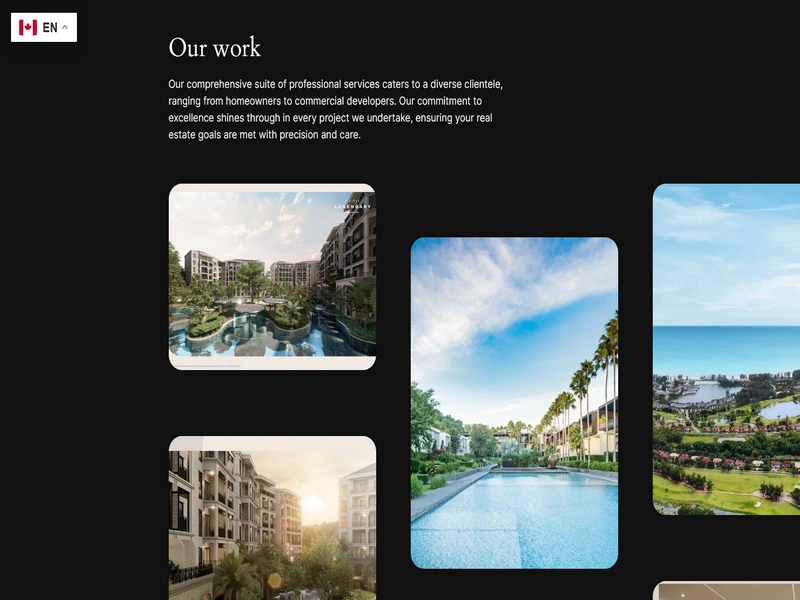 EN
Our work
Our comprehensive suite of professional services caters to a diverse clientele,
ranging from homeowners to commercial developers. Our commitment to
excellence shines through in every project we undertake, ensuring your real
estate goals are met with precision and care.
LEGENDARY